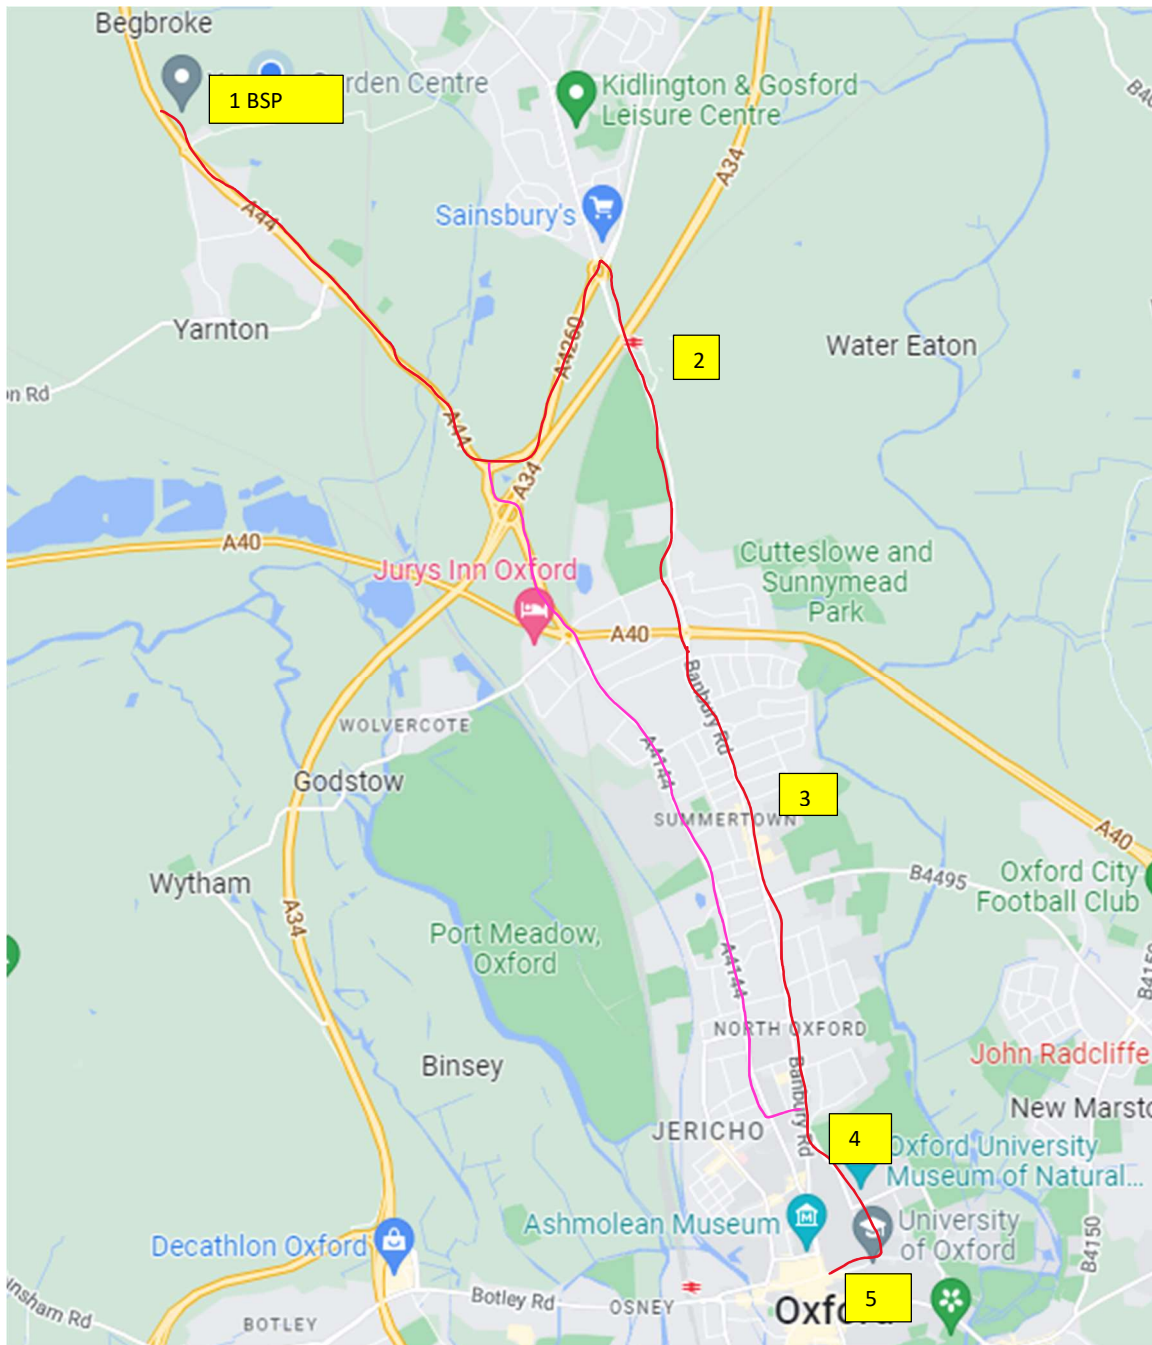 Begbroke
1 BSP
rden Centre
Kidlington & Gosford
Leisure Centre
A34
Sainsbury's
A44
Yarnton
A4260
2
Water Eaton
on Rd
A44
A34
A40
Jurys Inn Oxford
Cutteslowe and
Sunnymead
Park
A40
Banbury Rd
WOLVERCOTE
A4144
Godstow
3
SUMMERTOWN
A40
Wytham
B4495
Oxford City
Football Club
A34
Port Meadow,
Oxford
A4144
B4150
NORTH OXFORD
John Radcliffe
Binsey
Banbury Rd
New Marsto
JERICHO
4
Oxford University
Museum of Natural...
Ashmolean Museum
University
of Oxford
Decathlon Oxford
B4150
insham Rd
Botley Rd
OSNEY
5
Oxford
BOTLEY